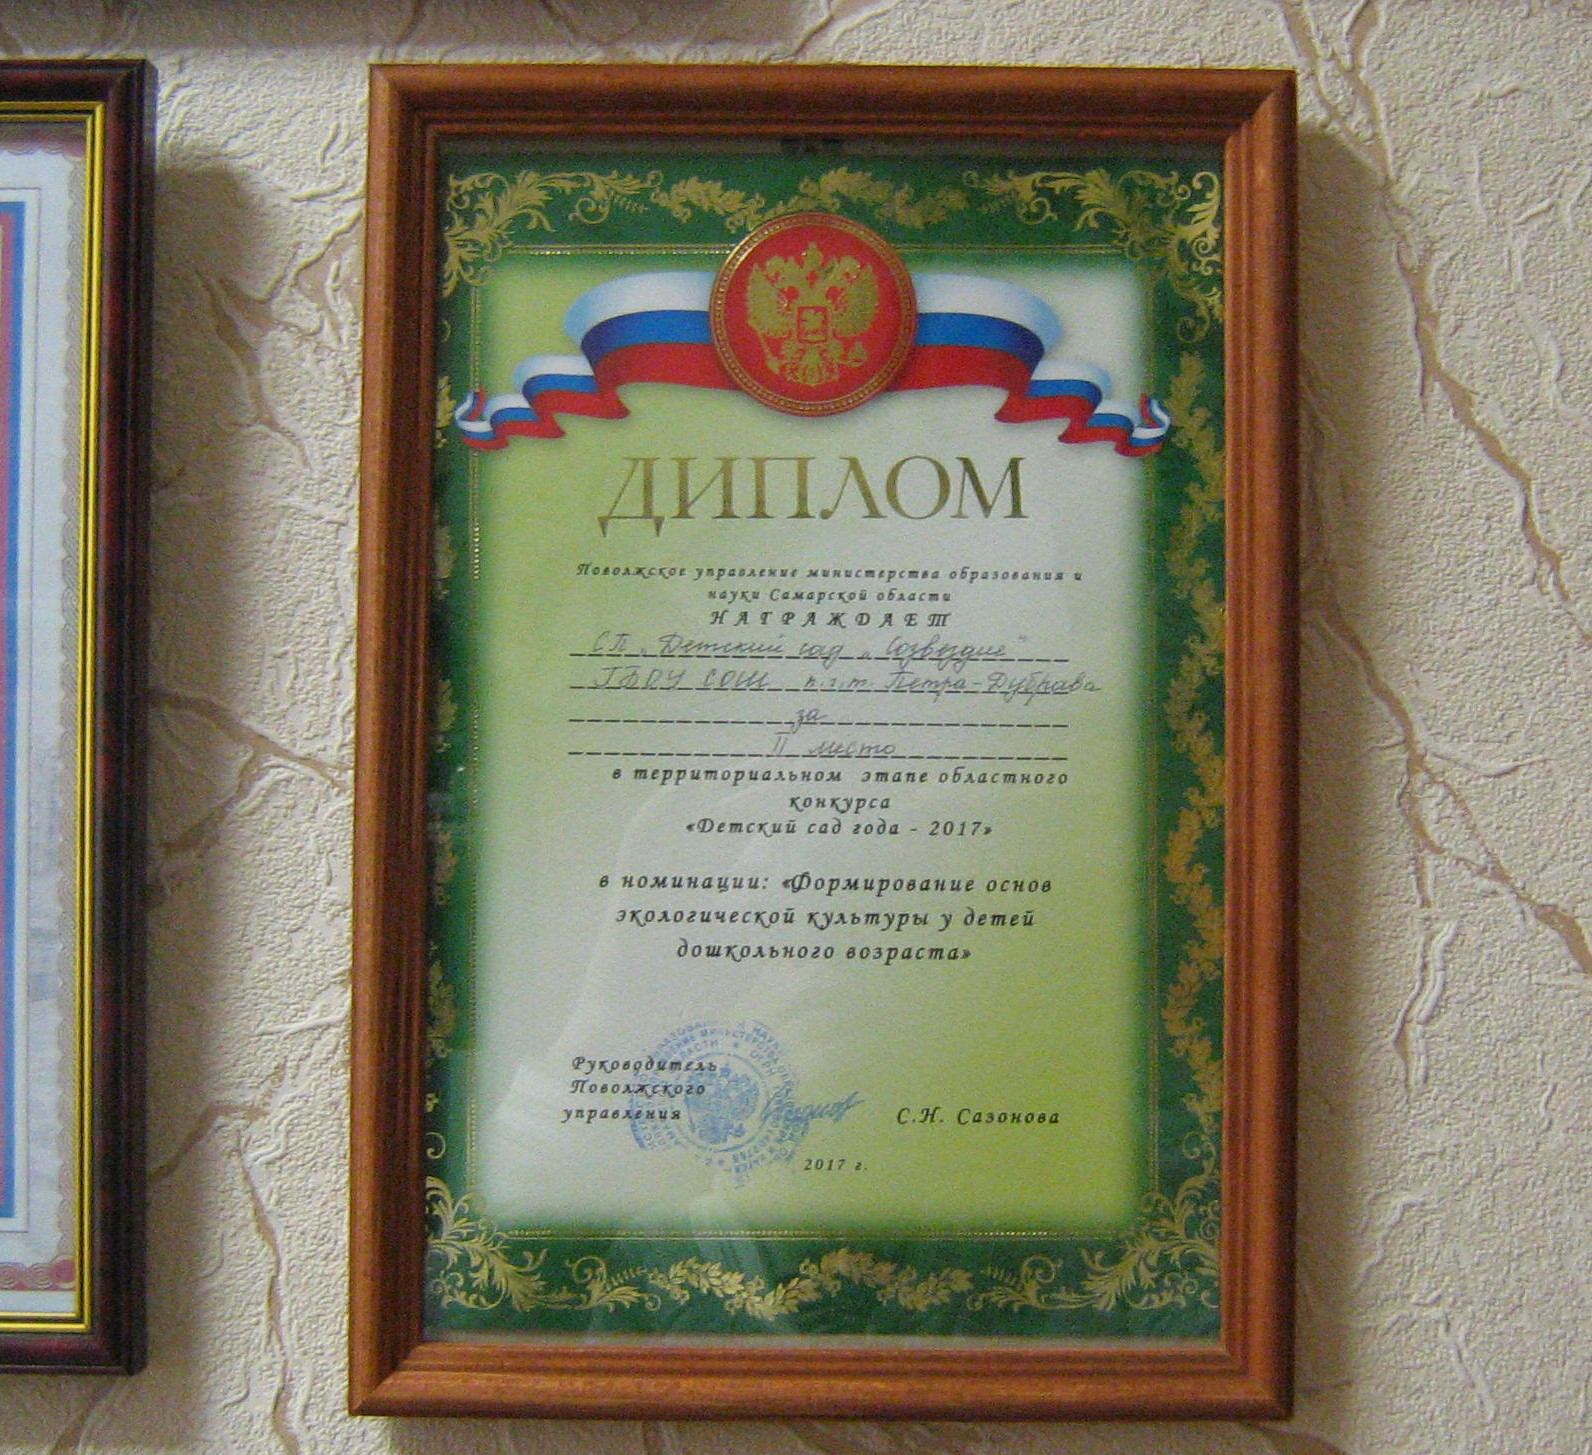 ДИПЛОМ
Поволжское управление министерства образования и
науки Самарской области
НАГРАЖДАЕТ
СП „Детский сад „Созвездие"
ГБОУ СОШ п.г.т. Петра-Дубрава
за
II место
в территориальном этапе областного
конкурса
«Детский сад года - 2017»
в номинации: «Формирование основ
экологической культуры у детей
дошкольного возраста»
Руководитель
Поволжского
управления
С.Н. Сазонова
2017 г.